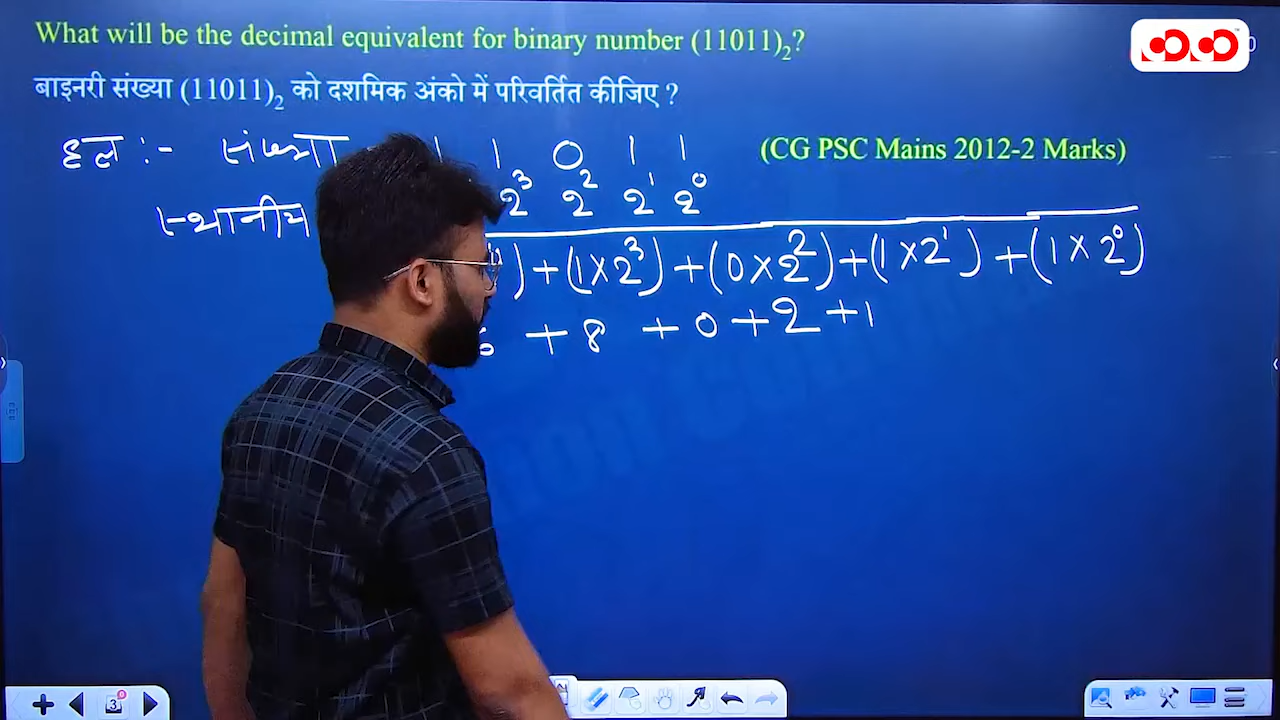 What will be the decimal equivalent for binary number (11011)₂?
बाइनरी संख्या (11011)₂ को दशमिक अंको में परिवर्तित कीजिए ?
(CG PSC Mains 2012-2 Marks)
हल :- संख्या 1 1 0 1 1
स्थानीय 2³ 2² 2¹ 2⁰
) + (1 × 2³) + (0 × 2²) + (1 × 2¹) + (1 × 2⁰)
6 + 8 + 0 + 2 + 1